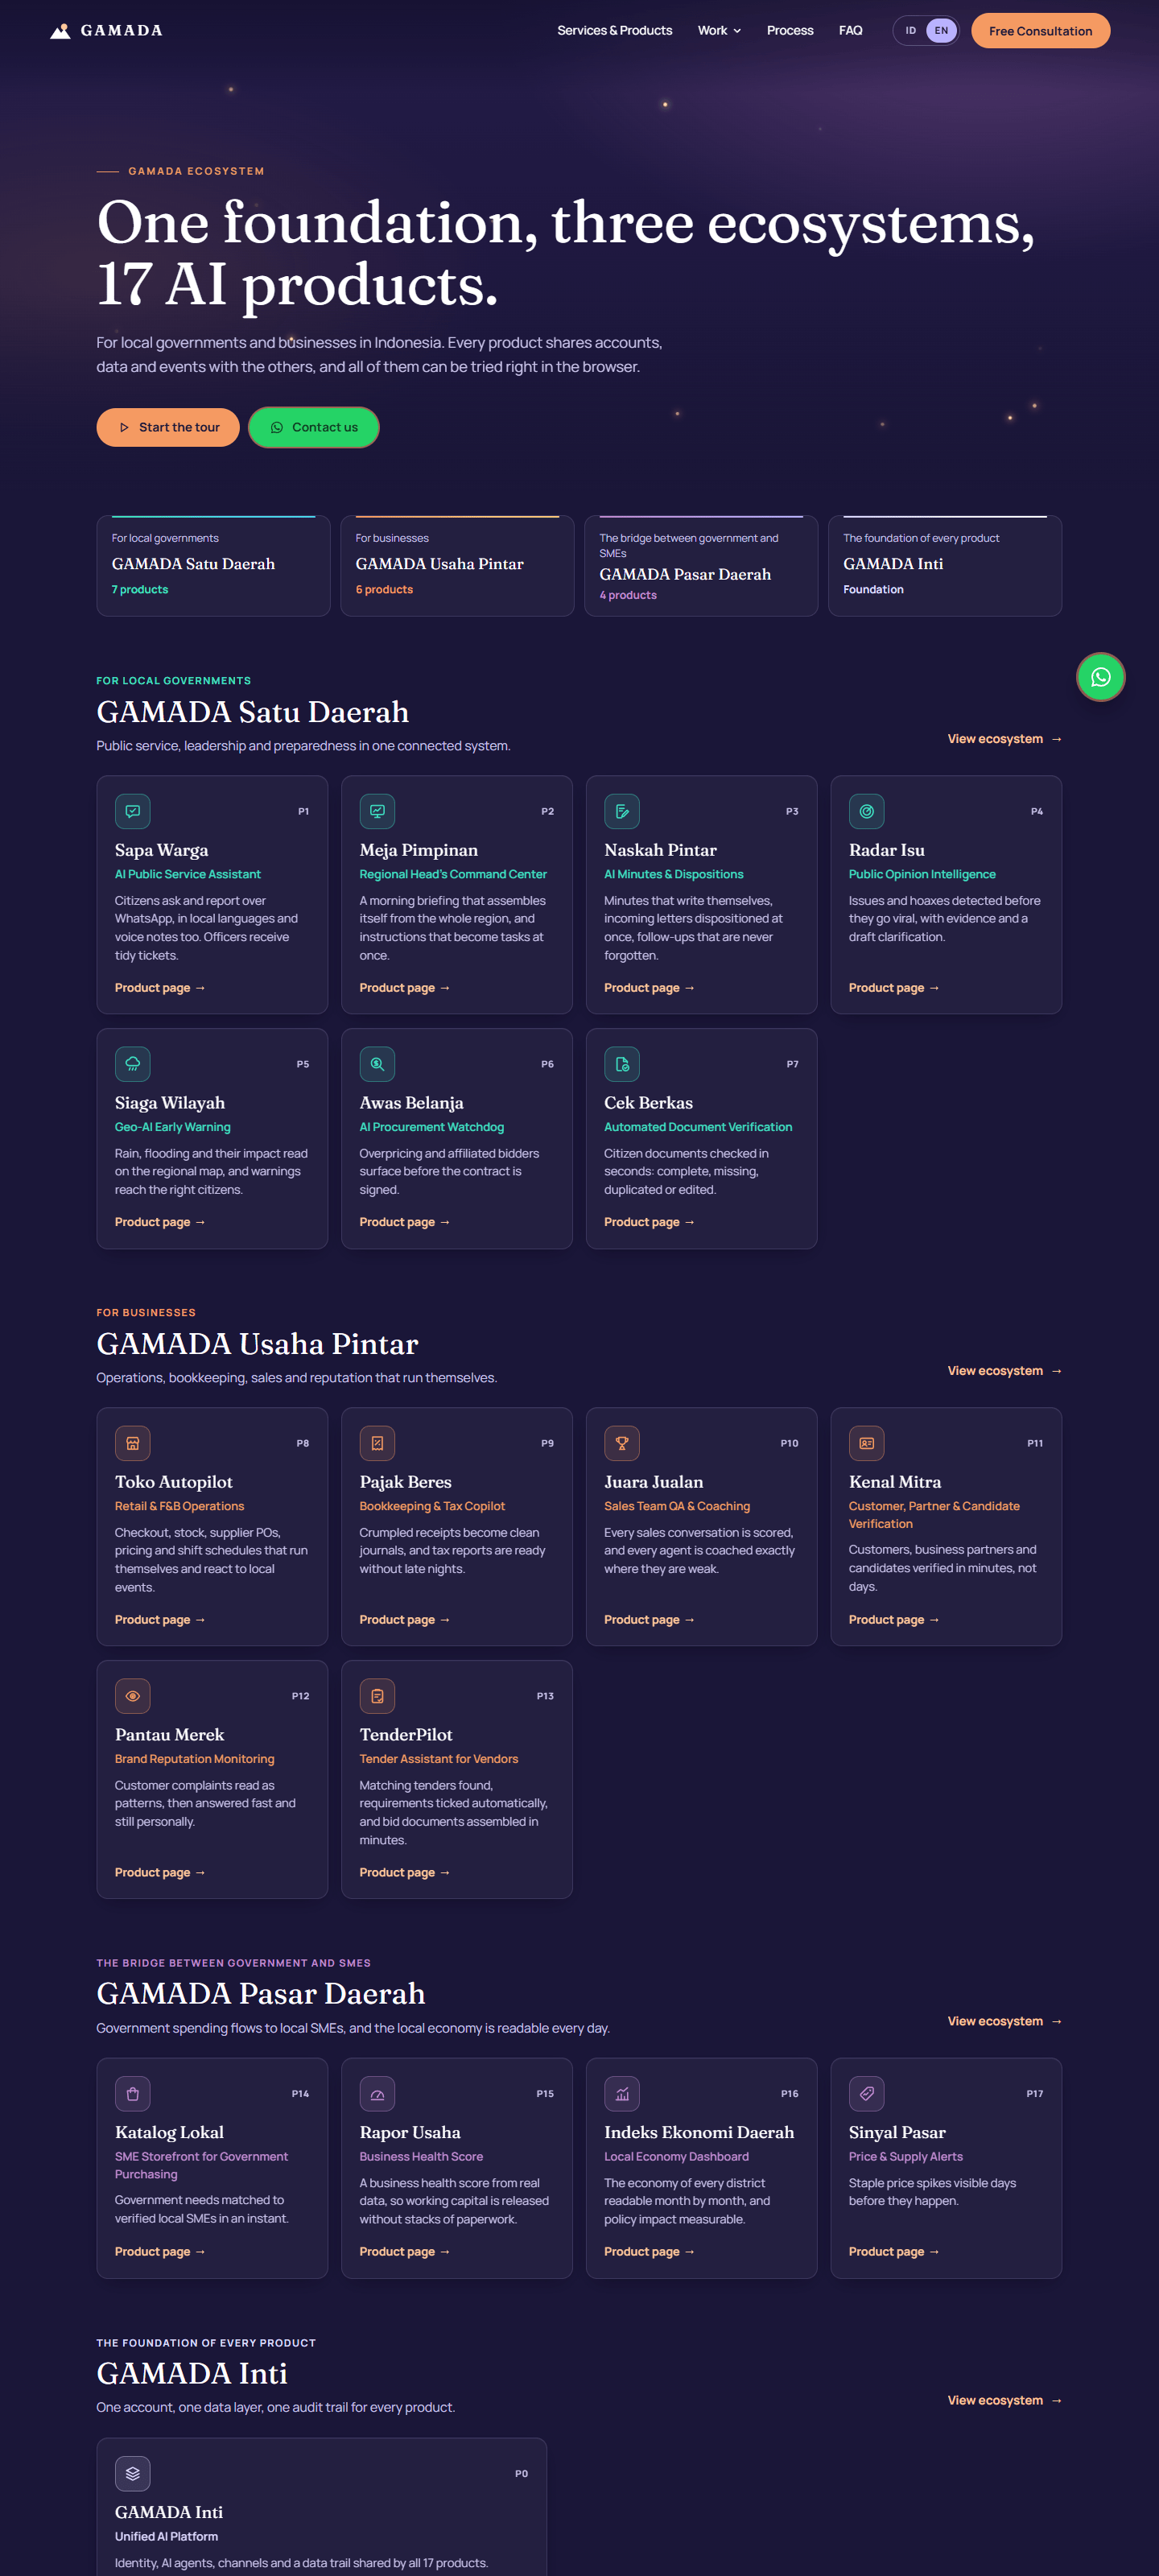 GAMADA
Services & Products
Work
Process
FAQ
ID
EN
Free Consultation
GAMADA ECOSYSTEM
One foundation, three ecosystems,
17 AI products.
For local governments and businesses in Indonesia. Every product shares accounts,
data and events with the others, and all of them can be tried right in the browser.
Start the tour
Contact us
For local governments
GAMADA Satu Daerah
7 products
For businesses
GAMADA Usaha Pintar
6 products
The bridge between government and
SMEs
GAMADA Pasar Daerah
4 products
The foundation of every product
GAMADA Inti
Foundation
FOR LOCAL GOVERNMENTS
GAMADA Satu Daerah
Public service, leadership and preparedness in one connected system.
View ecosystem →
P1
Sapa Warga
AI Public Service Assistant
Citizens ask and report over
WhatsApp, in local languages and
voice notes too. Officers receive
tidy tickets.
Product page →
P2
Meja Pimpinan
Regional Head's Command Center
A morning briefing that assembles
itself from the whole region, and
instructions that become tasks at
once.
Product page →
P3
Naskah Pintar
AI Minutes & Dispositions
Minutes that write themselves,
incoming letters dispositioned at
once, follow-ups that are never
forgotten.
Product page →
P4
Radar Isu
Public Opinion Intelligence
Issues and hoaxes detected before
they go viral, with evidence and a
draft clarification.
Product page →
P5
Siaga Wilayah
Geo-AI Early Warning
Rain, flooding and their impact read
on the regional map, and warnings
reach the right citizens.
Product page →
P6
Awas Belanja
AI Procurement Watchdog
Overpricing and affiliated bidders
surface before the contract is
signed.
Product page →
P7
Cek Berkas
Automated Document Verification
Citizen documents checked in
seconds: complete, missing,
duplicated or edited.
Product page →
FOR BUSINESSES
GAMADA Usaha Pintar
Operations, bookkeeping, sales and reputation that run themselves.
View ecosystem →
P8
Toko Autopilot
Retail & F&B Operations
Checkout, stock, supplier POs,
pricing and shift schedules that run
themselves and react to local
events.
Product page →
P9
Pajak Beres
Bookkeeping & Tax Copilot
Crumpled receipts become clean
journals, and tax reports are ready
without late nights.
Product page →
P10
Juara Jualan
Sales Team QA & Coaching
Every sales conversation is scored,
and every agent is coached exactly
where they are weak.
Product page →
P11
Kenal Mitra
Customer, Partner & Candidate
Verification
Customers, business partners and
candidates verified in minutes, not
days.
Product page →
P12
Pantau Merek
Brand Reputation Monitoring
Customer complaints read as
patterns, then answered fast and
still personally.
Product page →
P13
TenderPilot
Tender Assistant for Vendors
Matching tenders found,
requirements ticked automatically,
and bid documents assembled in
minutes.
Product page →
THE BRIDGE BETWEEN GOVERNMENT AND SMES
GAMADA Pasar Daerah
Government spending flows to local SMEs, and the local economy is readable every day.
View ecosystem →
P14
Katalog Lokal
SME Storefront for Government
Purchasing
Government needs matched to
verified local SMEs in an instant.
Product page →
P15
Rapor Usaha
Business Health Score
A business health score from real
data, so working capital is released
without stacks of paperwork.
Product page →
P16
Indeks Ekonomi Daerah
Local Economy Dashboard
The economy of every district
readable month by month, and
policy impact measurable.
Product page →
P17
Sinyal Pasar
Price & Supply Alerts
Staple price spikes visible days
before they happen.
Product page →
THE FOUNDATION OF EVERY PRODUCT
GAMADA Inti
One account, one data layer, one audit trail for every product.
View ecosystem →
P0
GAMADA Inti
Unified AI Platform
Identity, AI agents, channels and a data trail shared by all 17 products.